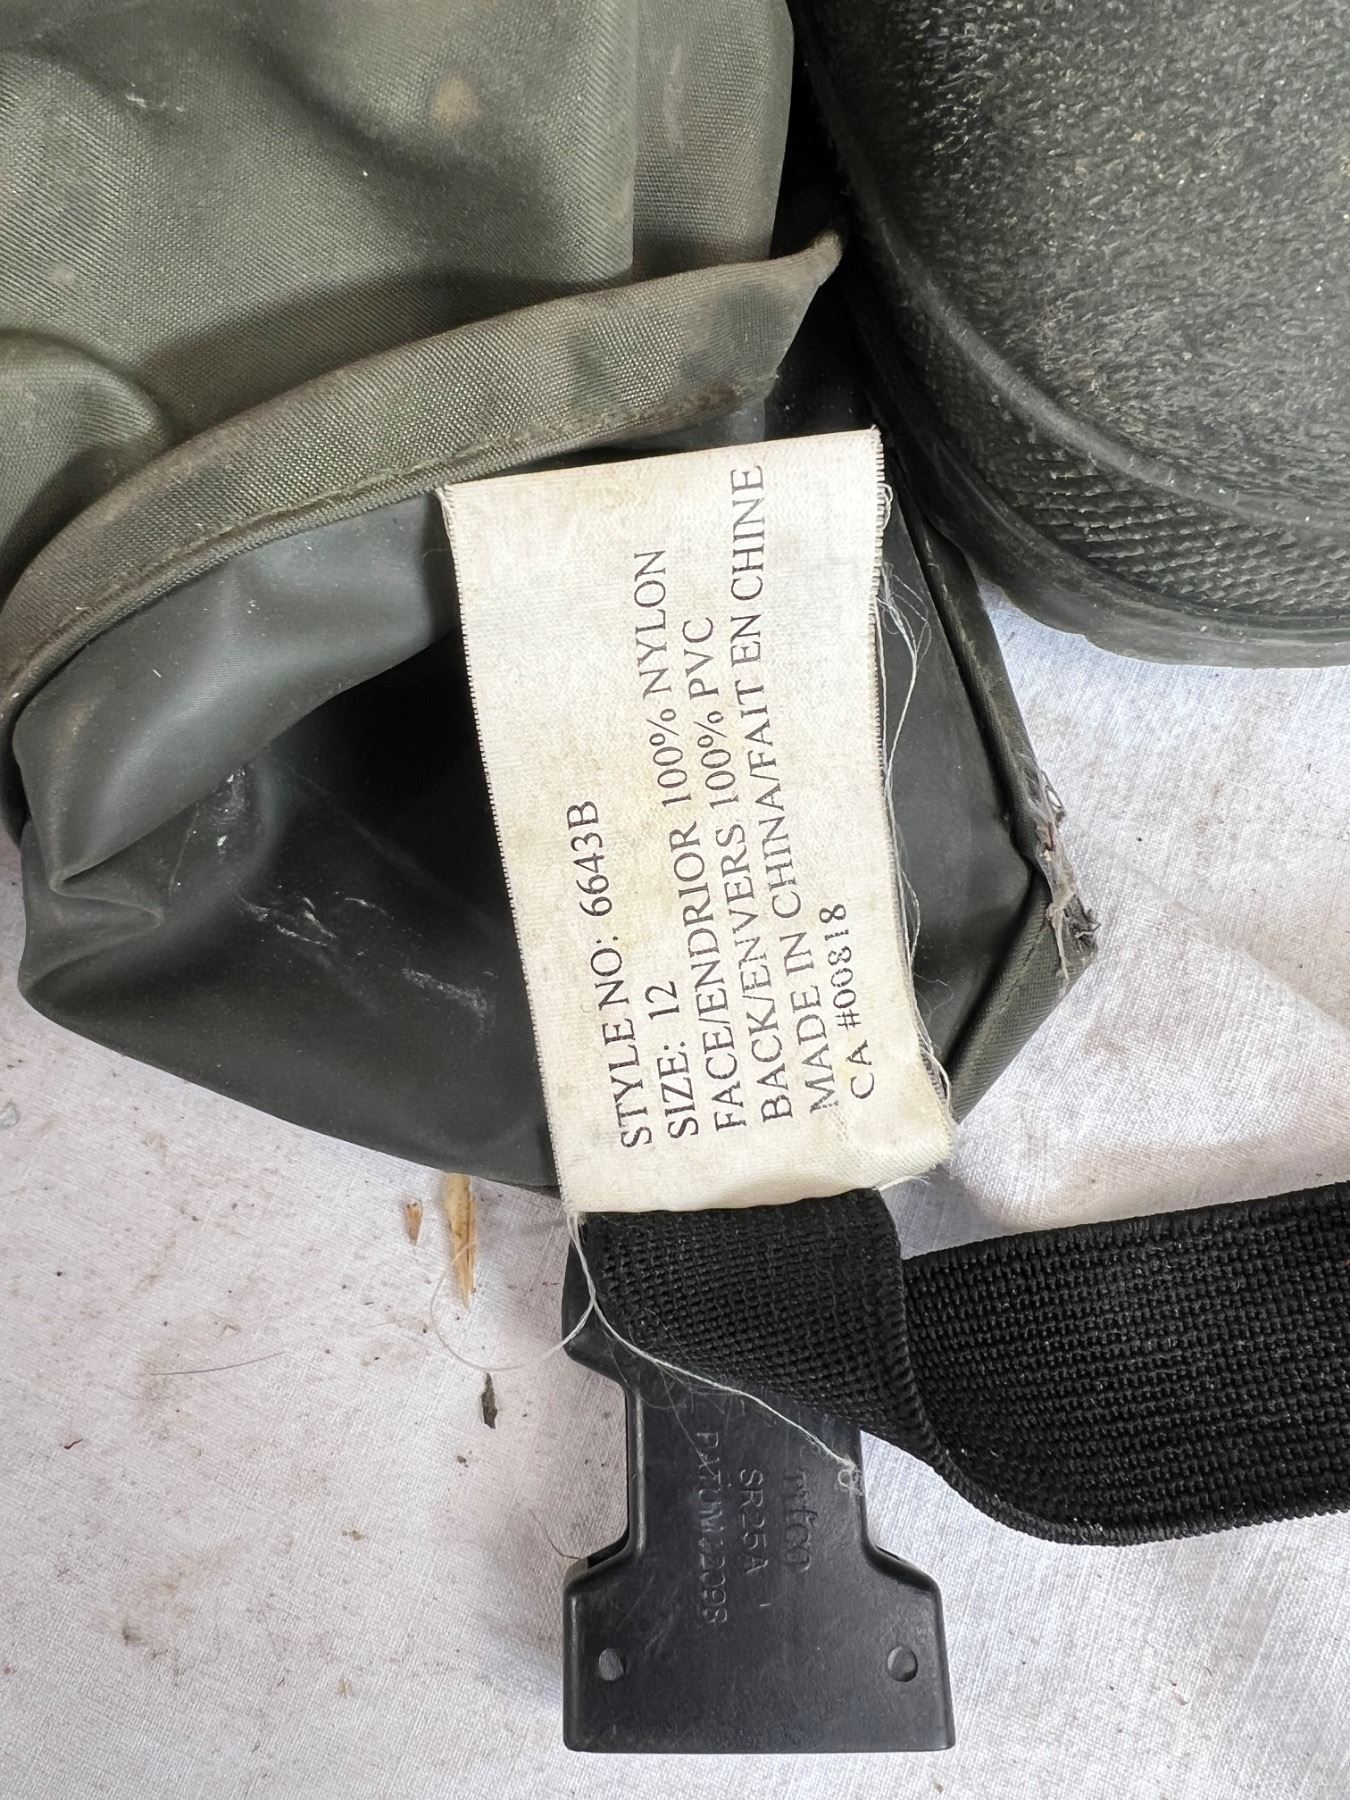 STYLE NO: 6643B
SIZE: 12
FACE/ENDRIOR 100% NYLON
BACK/ENVERS 100% PVC
MADE IN CHINA/FAIT EN CHINE
CA #00818
SR25A